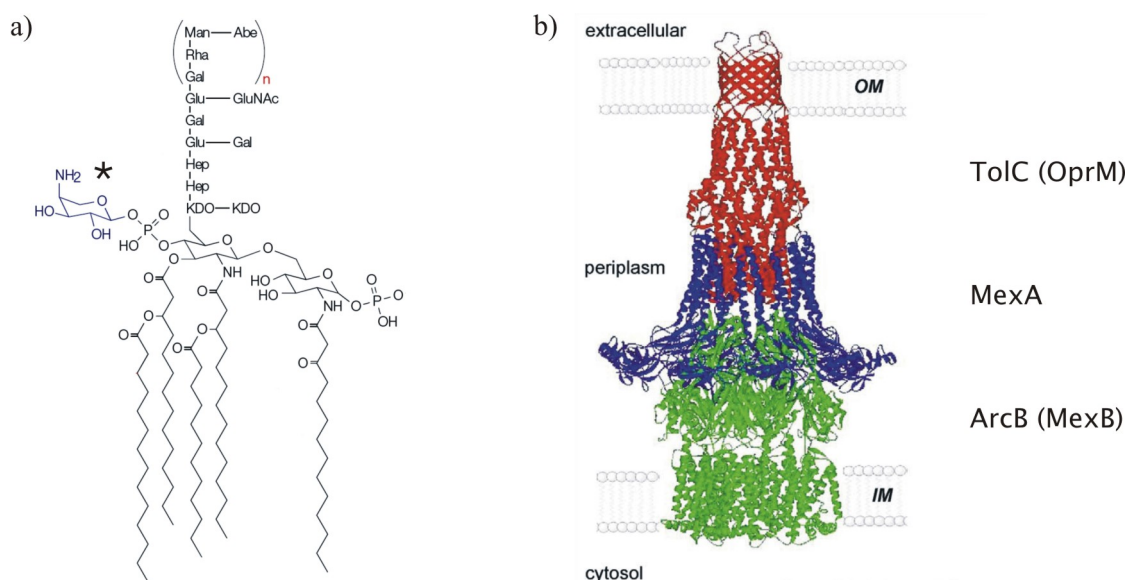 a)
Man—Abe
Rha
Gal
n
Glu—GluNAc
Gal
Glu—Gal
Hep
Hep
KDO—KDO
NH2
*
HO
O
O
O
P
OH
HO
O
O
O
O
O
NH
O
HO
HO
O
O
O
P
O
NH
OH
O
O
O
O
O
O
b)
extracellular
OM
TolC (OprM)
periplasm
MexA
ArcB (MexB)
IM
cytosol